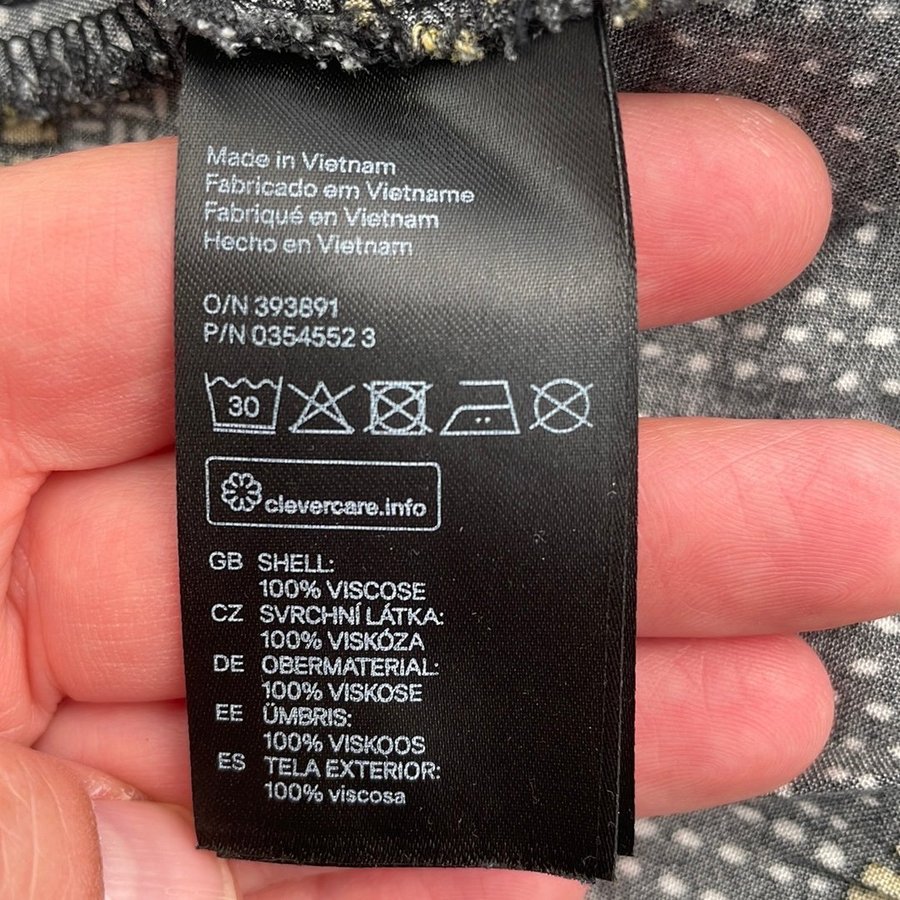 Made in Vietnam
Fabricado em Vietname
Fabriqué en Vietnam
Hecho en Vietnam
O/N 393891
P/N 0354552 3
30
clevercare.info
GB SHELL:
100% VISCOSE
CZ SVRCHNÍ LÁTKA:
100% VISKÓZA
DE OBERMATERIAL:
100% VISKOSE
EE ÜMBRIS:
100% VISKOOS
ES TELA EXTERIOR:
100% viscosa